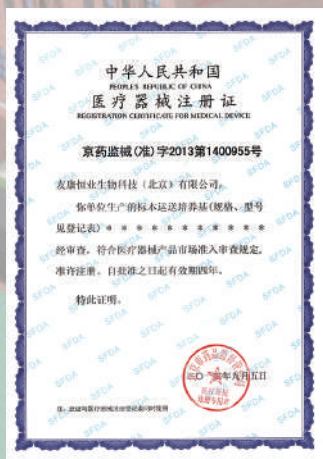 中华人民共和国
PEOPLE'S REPUBLIC OF CHINA
医疗器械注册证
REGISTRATION CERTIFICATE FOR MEDICAL DEVICE
京药监械(准)字2013第1400955号
友康恒业生物科技(北京)有限公司:
你单位生产的标本运送培养基(规格、型号
见登记表)************
经审查,符合医疗器械产品市场准入审查规定,
准许注册。自批准之日起有效期四年。
特此证明。
年九月五日
SFDA